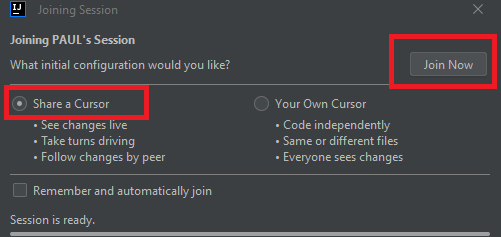 IJ Joining Session
Joining PAUL's Session
What initial configuration would you like?
Join Now
Share a Cursor
• See changes live
• Take turns driving
• Follow changes by peer
Your Own Cursor
• Code independently
• Same or different files
• Everyone sees changes
Remember and automatically join
Session is ready.